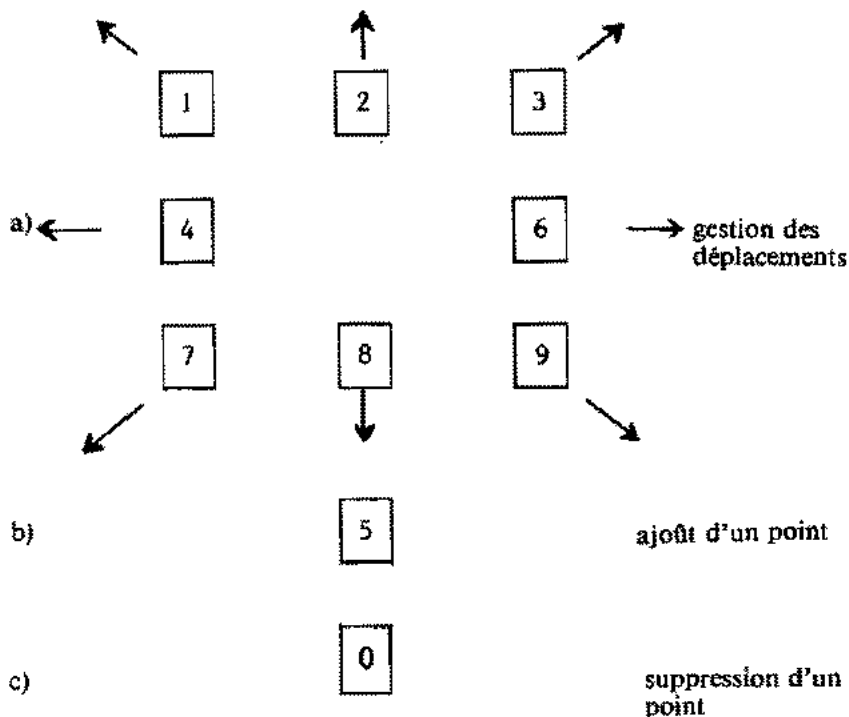 1 2 3
a) 4 6 gestion des
déplacements
7 8 9
b) 5 ajoût d'un point
c) 0 suppression d'un
point